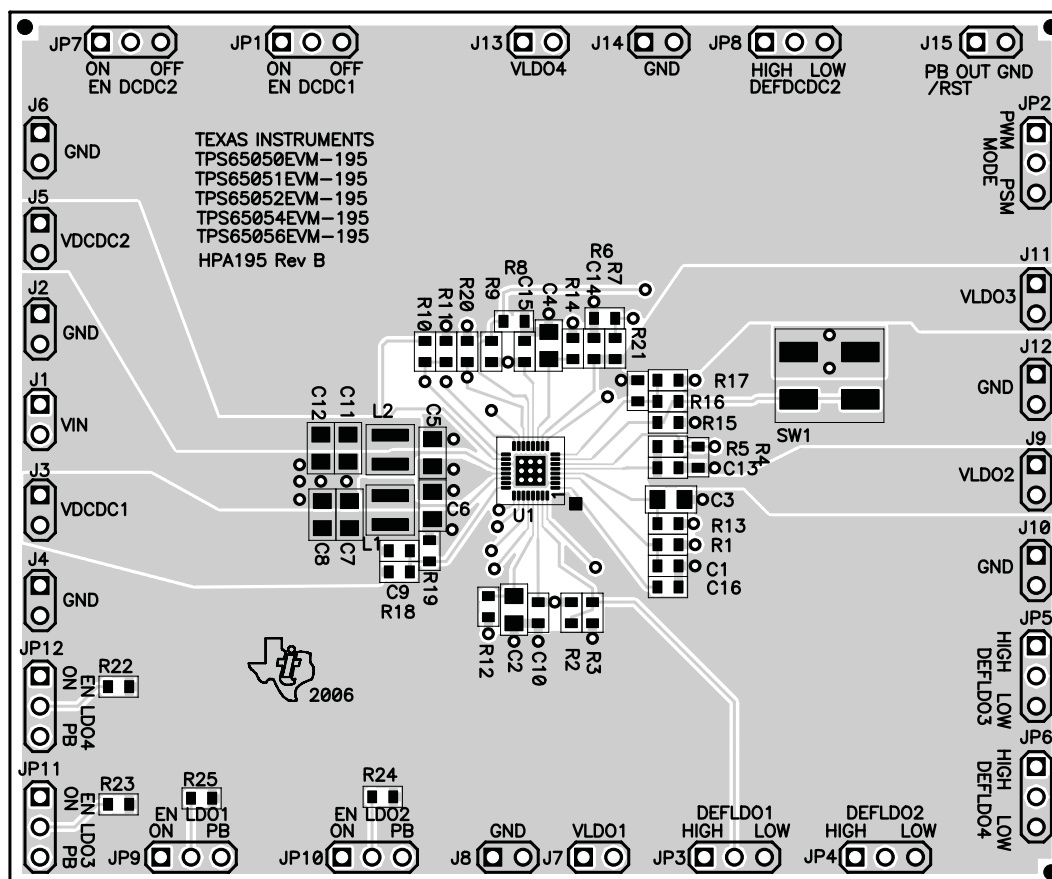 JP7
ON OFF
EN DCDC2
JP1
ON OFF
EN DCDC1
J13
VLDO4
J14
GND
JP8
HIGH LOW
DEFDCDC2
J15
PB OUT GND
/RST
J6
GND
JP2
PWM
MODE
PSM
TEXAS INSTRUMENTS
TPS65050EVM-195
TPS65051EVM-195
TPS65052EVM-195
TPS65054EVM-195
TPS65056EVM-195
HPA195 Rev B
J5
VDCDC2
J2
GND
J1
VIN
J3
VDCDC1
J4
GND
J11
VLDO3
J12
GND
J9
VLDO2
J10
GND
R10
R11
R20
R9
R8
C15
C4
R14
C14
R6
R7
R21
R17
R16
R15
R5
R4
C13
C3
R13
R1
C1
C16
SW1
C12
C11
L2
C5
C8
C7
L1
C6
C9
R18
R19
U1
1
R12
C2
C10
R2
R3
2006
JP12
ON
EN LDO4
PB
R22
JP11
ON
EN LDO3
PB
R23
R25
EN LDO1
ON PB
JP9
R24
EN LDO2
ON PB
JP10
GND
J8
VLDO1
J7
DEFLDO1
HIGH LOW
JP3
DEFLDO2
HIGH LOW
JP4
JP5
HIGH LOW
DEFLDO3
JP6
HIGH LOW
DEFLDO4